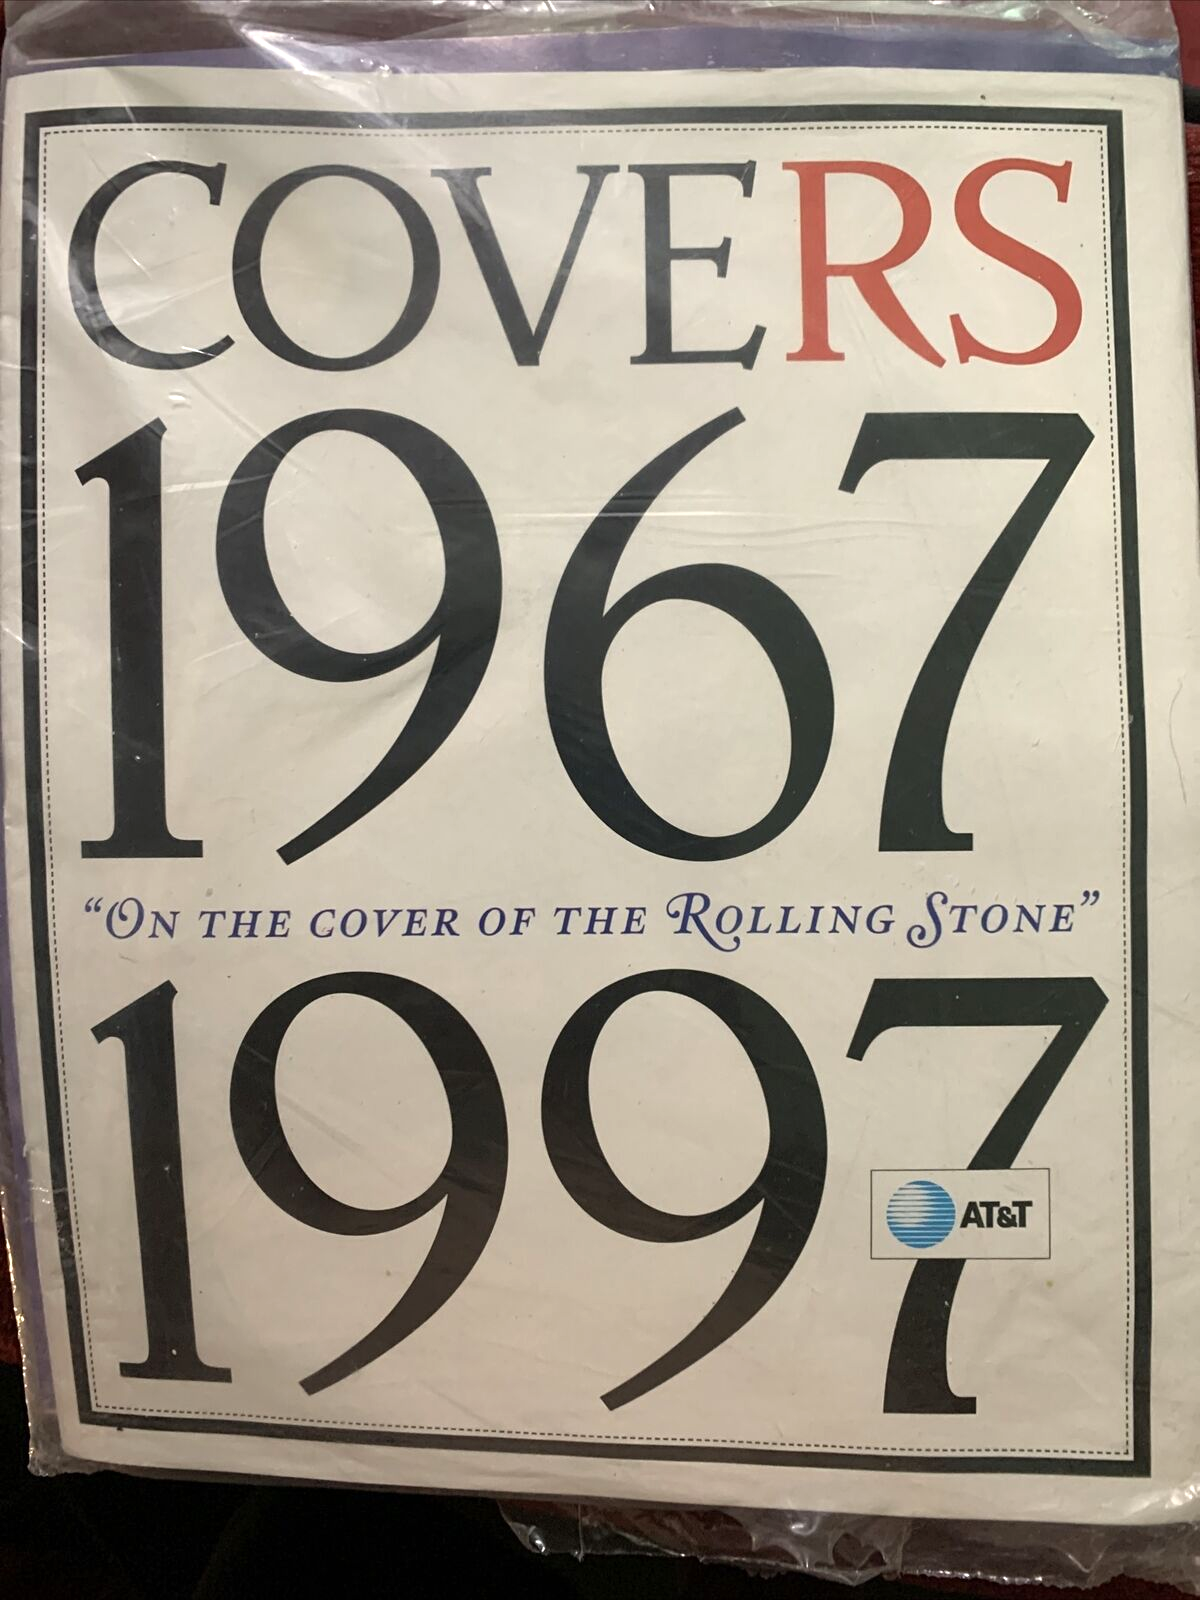 COVERS
1967
“ON THE COVER OF THE ROLLING STONE”
1997
AT&T